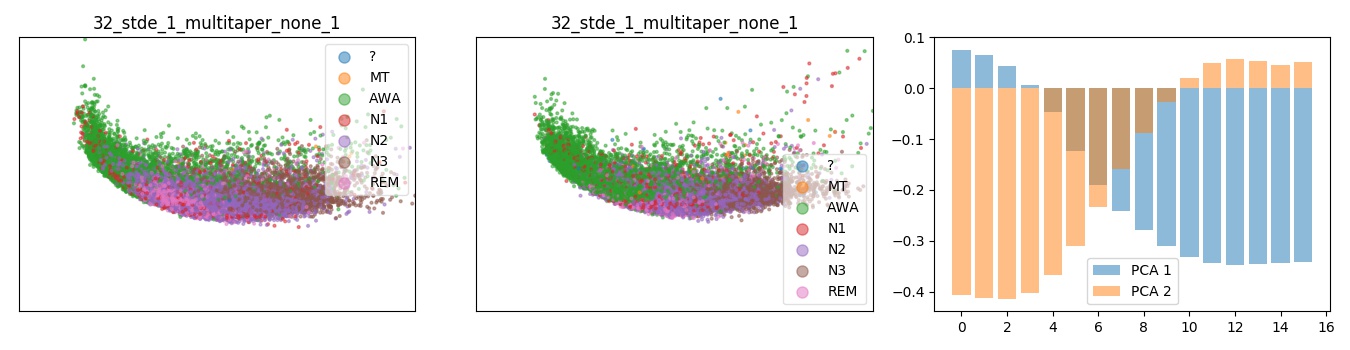 32_stde_1_multitaper_none_1
?
MT
AWA
N1
N2
N3
REM
32_stde_1_multitaper_none_1
?
MT
AWA
N1
N2
N3
REM
0.1
0.0
−0.1
−0.2
−0.3
−0.4
PCA 1
PCA 2
0 2 4 6 8 10 12 14 16